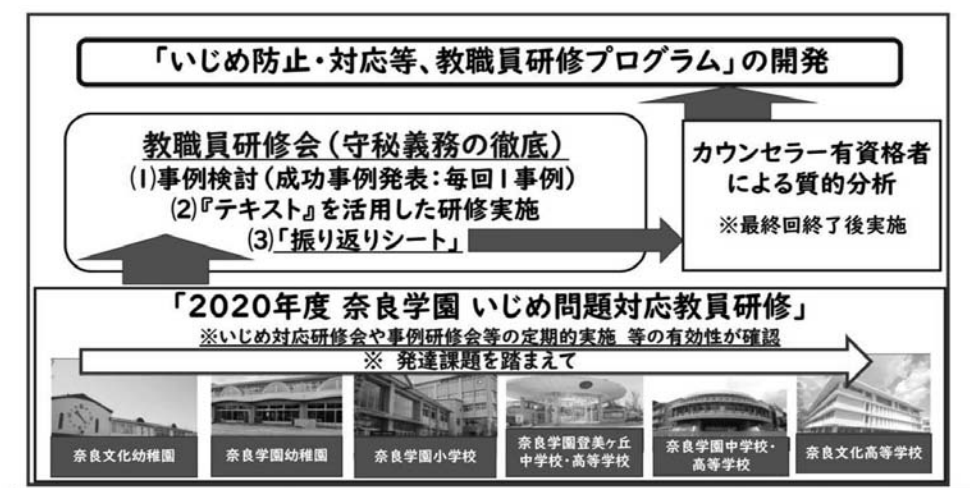 「いじめ防止・対応等、教職員研修プログラム」の開発
教職員研修会(守秘義務の徹底)
(1)事例検討(成功事例発表:毎回1事例)
(2)『テキスト』を活用した研修実施
(3)「振り返りシート」
カウンセラー有資格者
による質的分析
※最終回終了後実施
「2020年度 奈良学園 いじめ問題対応教員研修」
※いじめ対応研修会や事例研修会等の定期的実施 等の有効性が確認
※ 発達課題を踏まえて
奈良文化幼稚園
奈良学園幼稚園
奈良学園小学校
奈良学園登美ヶ丘
中学校・高等学校
奈良学園中学校・
高等学校
奈良文化高等学校